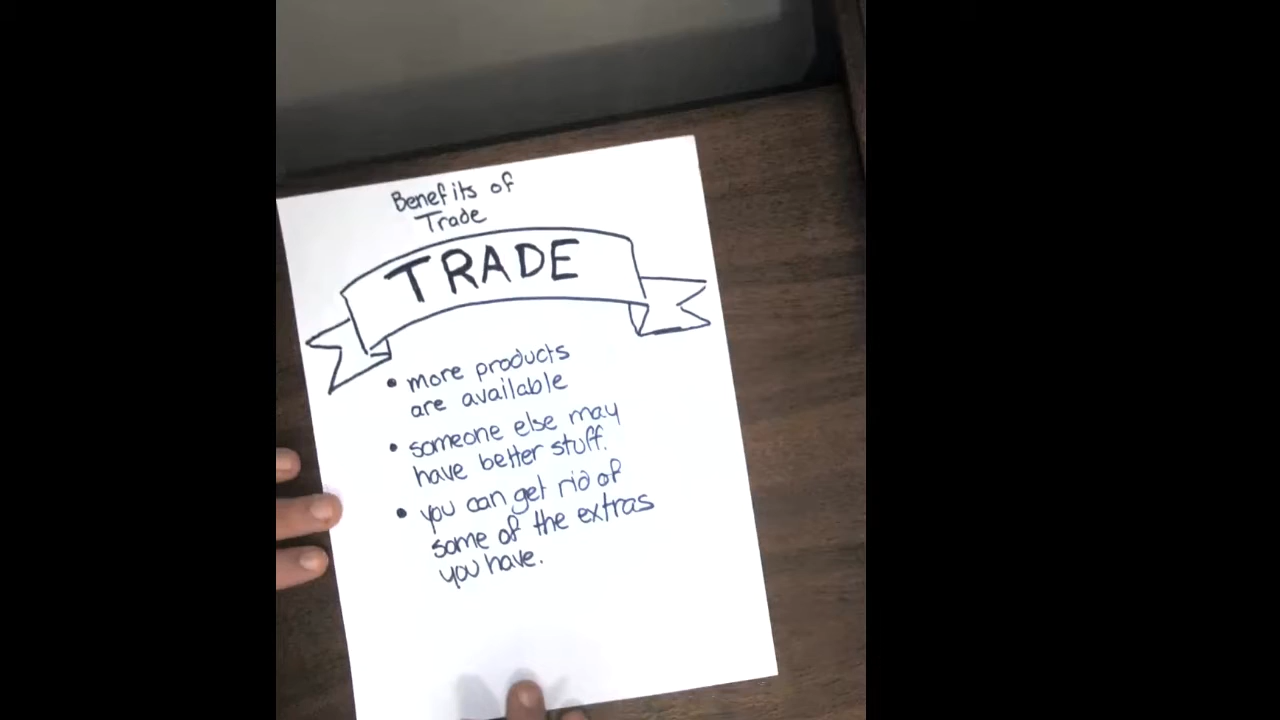 Benefits of
Trade
TRADE
• more products
are available
• someone else may
have better stuff.
• you can get rid of
some of the extras
you have.